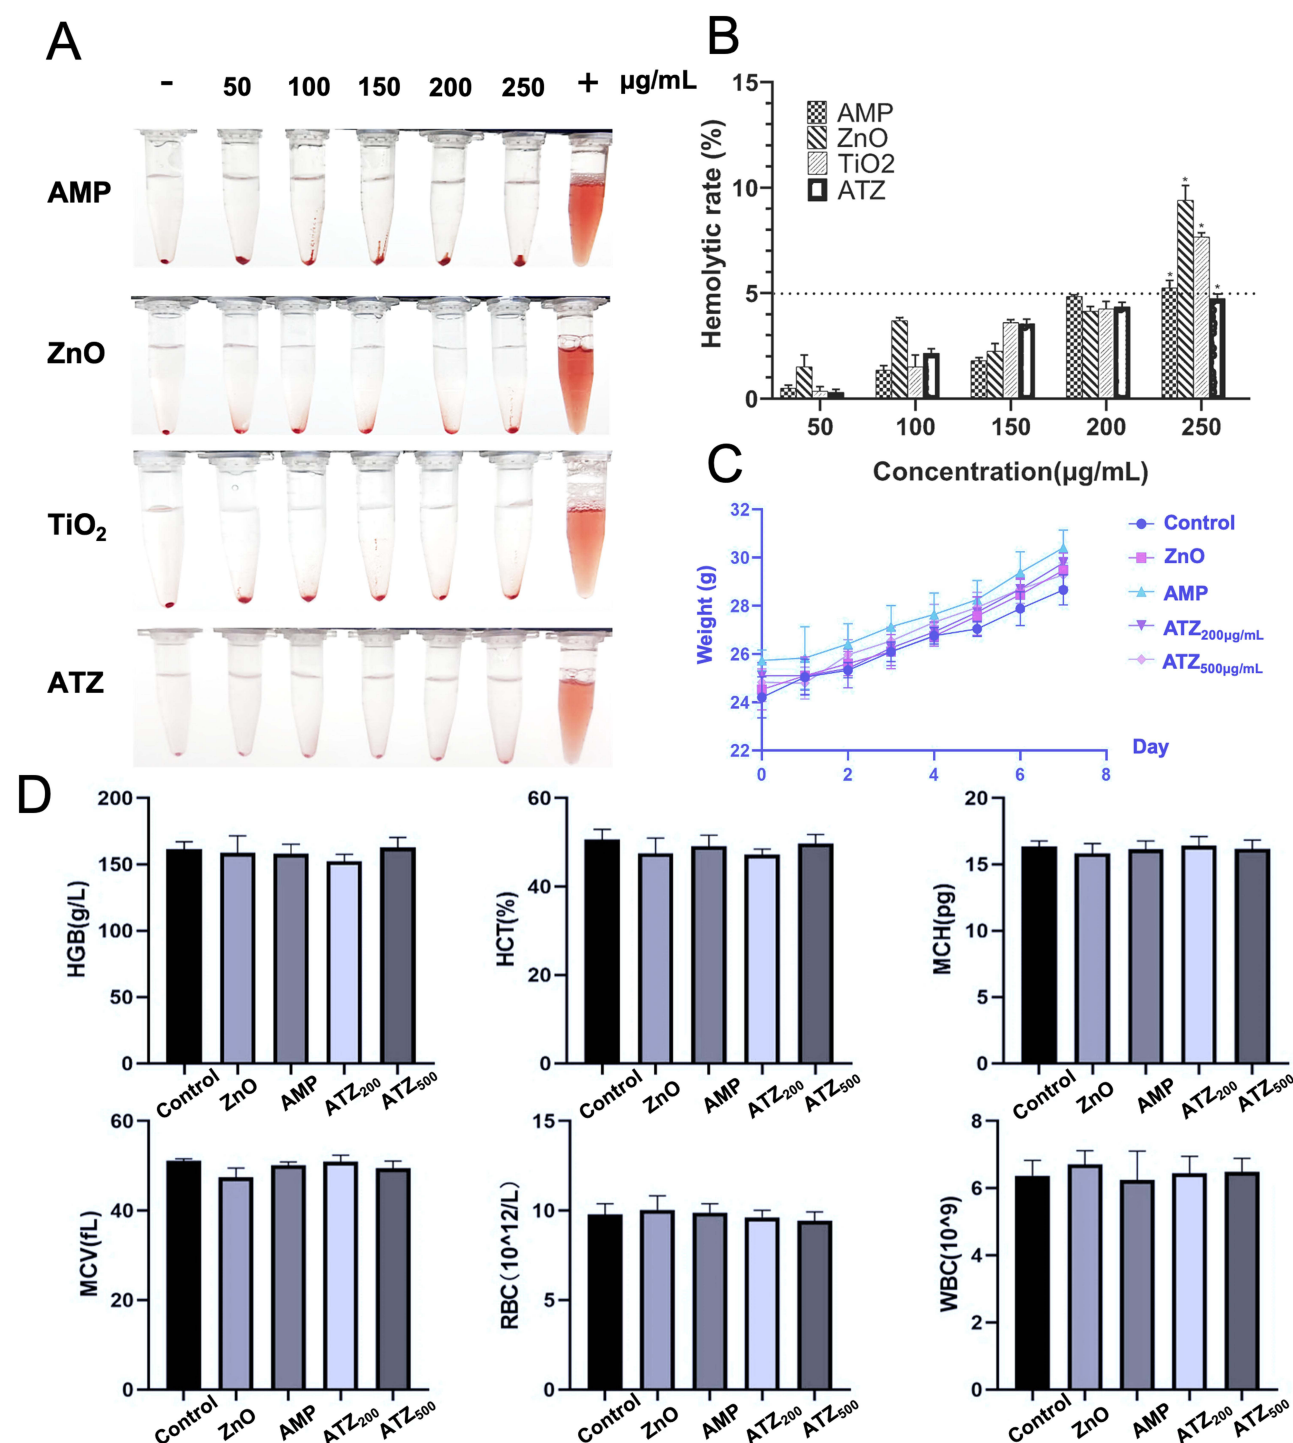 A
- 50 100 150 200 250 + μg/mL
AMP
ZnO
TiO₂
ATZ
B
Hemolytic rate (%)
15
10
5
0
AMP
ZnO
TiO2
ATZ
*
*
*
*
50 100 150 200 250
Concentration(μg/mL)
C
Weight (g)
32
30
28
26
24
22
0 2 4 6 8
Day
Control
ZnO
AMP
ATZ200μg/mL
ATZ500μg/mL
D
HGB(g/L)
200
150
100
50
0
Control ZnO AMP ATZ200 ATZ500
HCT(%)
60
40
20
0
Control ZnO AMP ATZ200 ATZ500
MCH(pg)
20
15
10
5
0
Control ZnO AMP ATZ200 ATZ500
MCV(fL)
60
40
20
0
Control ZnO AMP ATZ200 ATZ500
RBC(10^12/L)
15
10
5
0
Control ZnO AMP ATZ200 ATZ500
WBC(10^9)
8
6
4
2
0
Control ZnO AMP ATZ200 ATZ500